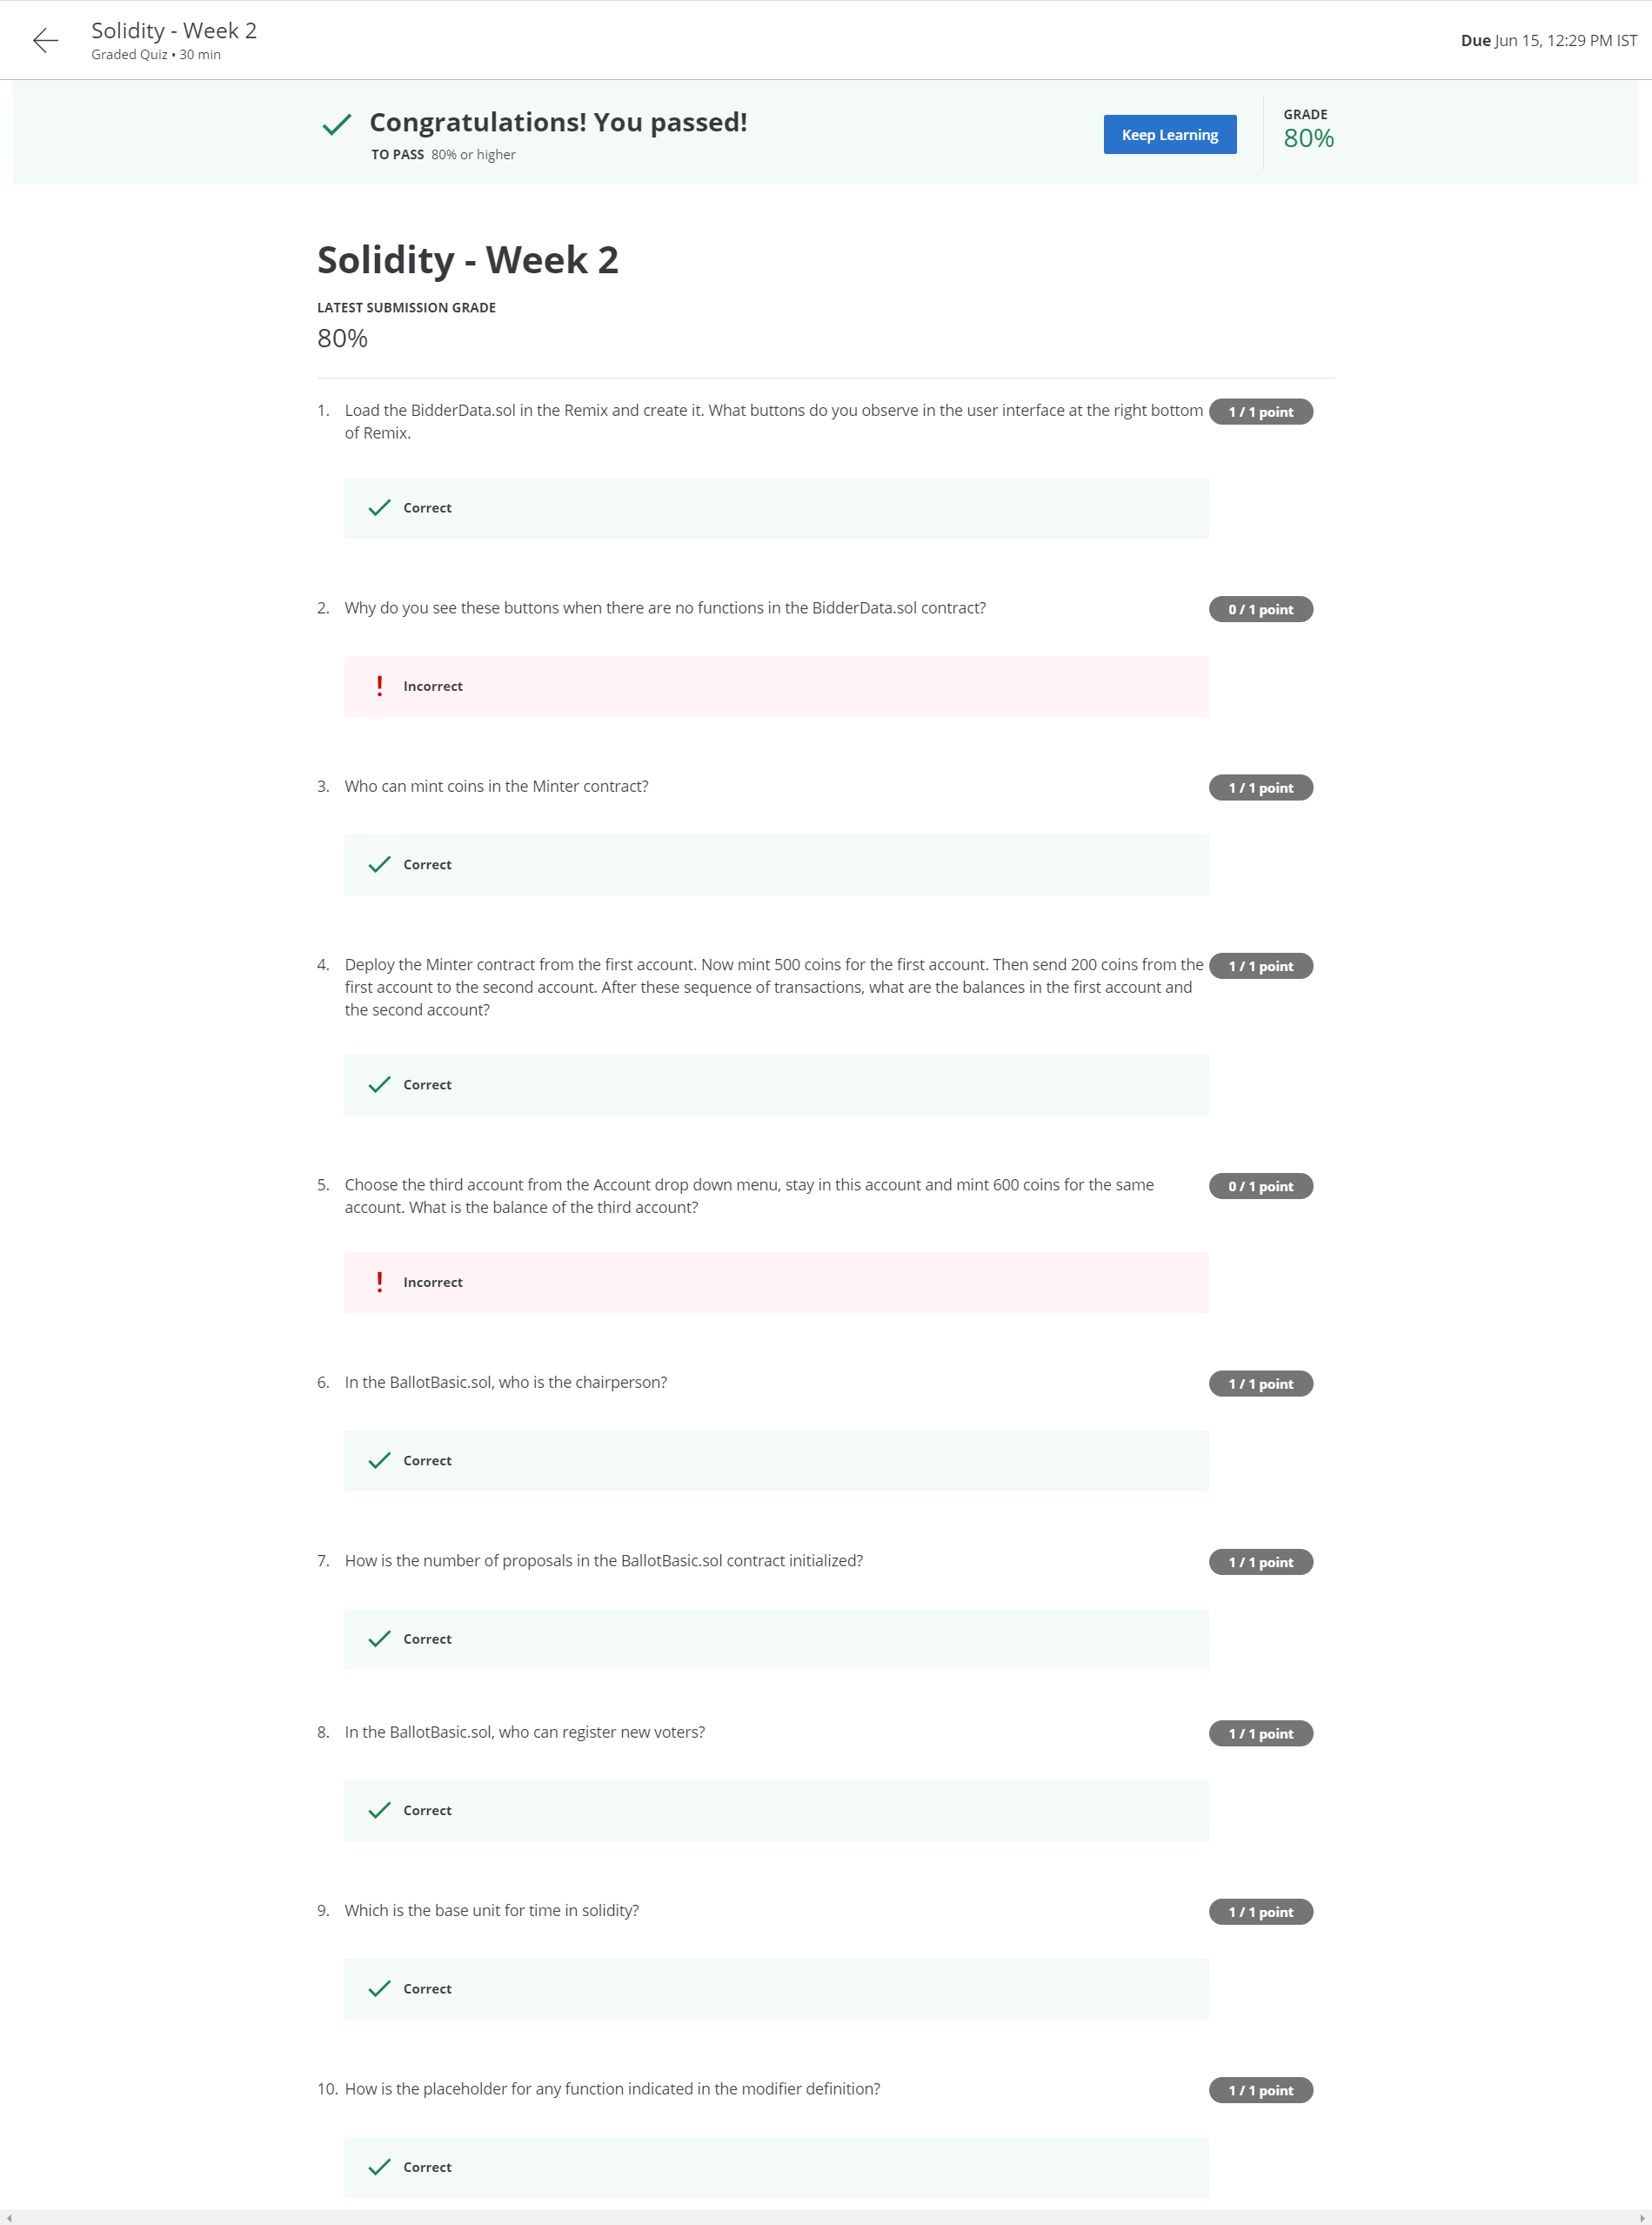 Solidity - Week 2
Graded Quiz • 30 min
Due Jun 15, 12:29 PM IST
Congratulations! You passed!
TO PASS 80% or higher
Keep Learning
GRADE
80%
Solidity - Week 2
LATEST SUBMISSION GRADE
80%
1. Load the BidderData.sol in the Remix and create it. What buttons do you observe in the user interface at the right bottom
of Remix.
1 / 1 point
Correct
2. Why do you see these buttons when there are no functions in the BidderData.sol contract?
0 / 1 point
Incorrect
3. Who can mint coins in the Minter contract?
1 / 1 point
Correct
4. Deploy the Minter contract from the first account. Now mint 500 coins for the first account. Then send 200 coins from the
first account to the second account. After these sequence of transactions, what are the balances in the first account and
the second account?
1 / 1 point
Correct
5. Choose the third account from the Account drop down menu, stay in this account and mint 600 coins for the same
account. What is the balance of the third account?
0 / 1 point
Incorrect
6. In the BallotBasic.sol, who is the chairperson?
1 / 1 point
Correct
7. How is the number of proposals in the BallotBasic.sol contract initialized?
1 / 1 point
Correct
8. In the BallotBasic.sol, who can register new voters?
1 / 1 point
Correct
9. Which is the base unit for time in solidity?
1 / 1 point
Correct
10. How is the placeholder for any function indicated in the modifier definition?
1 / 1 point
Correct